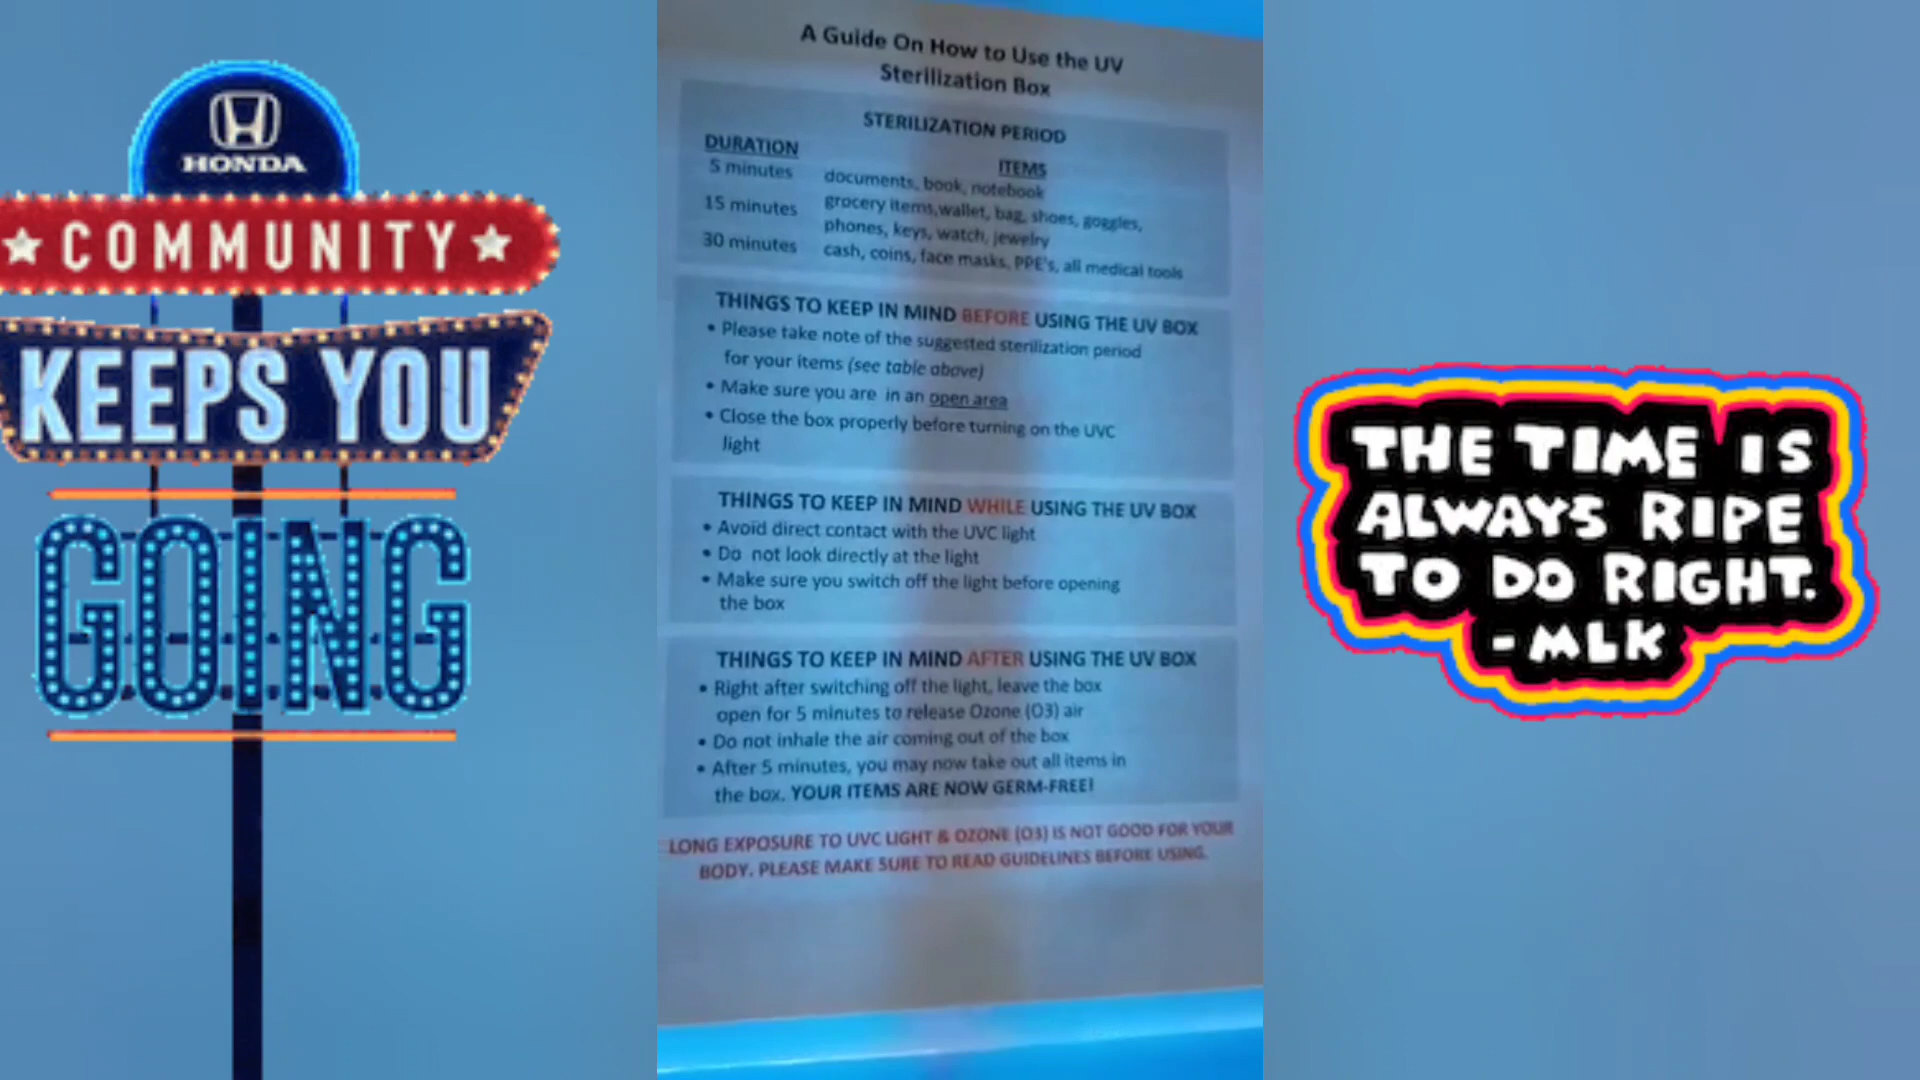 HONDA
COMMUNITY
KEEPS YOU
GOING
A Guide On How to Use the UV
Sterilization Box
STERILIZATION PERIOD
DURATION ITEMS
5 minutes documents, book, notebook
15 minutes grocery items,wallet, bag, shoes, goggles,
phones, keys, watch, jewelry
30 minutes cash, coins, face masks, PPE's, all medical tools
THINGS TO KEEP IN MIND BEFORE USING THE UV BOX
• Please take note of the suggested sterilization period
for your items (see table above)
• Make sure you are in an open area
• Close the box properly before turning on the UVC
light
THINGS TO KEEP IN MIND WHILE USING THE UV BOX
• Avoid direct contact with the UVC light
• Do not look directly at the light
• Make sure you switch off the light before opening
the box
THINGS TO KEEP IN MIND AFTER USING THE UV BOX
• Right after switching off the light, leave the box
open for 5 minutes to release Ozone (O3) air
• Do not inhale the air coming out of the box
• After 5 minutes, you may now take out all items in
the box. YOUR ITEMS ARE NOW GERM-FREE!
LONG EXPOSURE TO UVC LIGHT & OZONE (O3) IS NOT GOOD FOR YOUR
BODY. PLEASE MAKE SURE TO READ GUIDELINES BEFORE USING.
THE TIME IS
ALWAYS RIPE
TO DO RIGHT.
-MLK